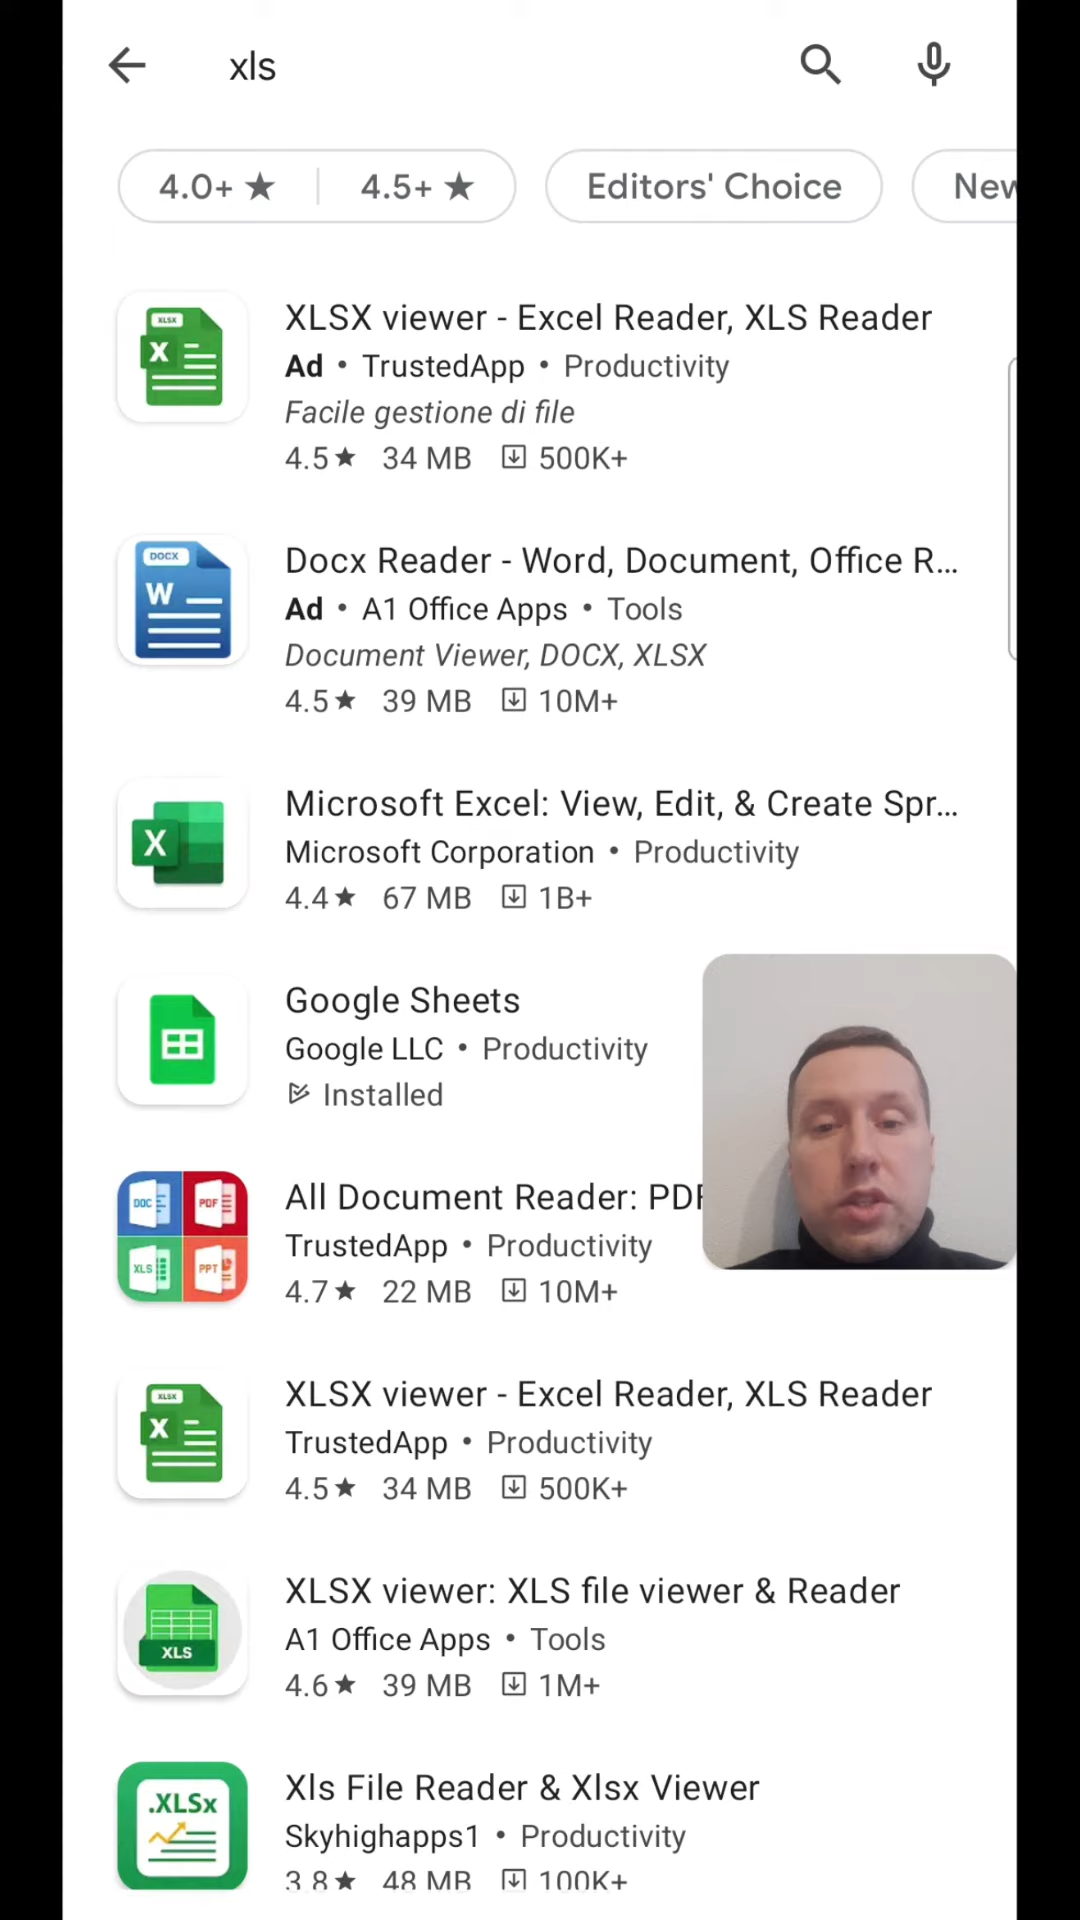 xls
4.0+ ★ 4.5+ ★ Editors' Choice New
XLSX
X
XLSX viewer - Excel Reader, XLS Reader
Ad • TrustedApp • Productivity
Facile gestione di file
4.5★ 34 MB 500K+
DOCX
W
Docx Reader - Word, Document, Office R...
Ad • A1 Office Apps • Tools
Document Viewer, DOCX, XLSX
4.5★ 39 MB 10M+
X
Microsoft Excel: View, Edit, & Create Spr...
Microsoft Corporation • Productivity
4.4★ 67 MB 1B+
Google Sheets
Google LLC • Productivity
Installed
DOC PDF
XLS PPT
All Document Reader: PDF
TrustedApp • Productivity
4.7★ 22 MB 10M+
XLSX
X
XLSX viewer - Excel Reader, XLS Reader
TrustedApp • Productivity
4.5★ 34 MB 500K+
XLS
XLSX viewer: XLS file viewer & Reader
A1 Office Apps • Tools
4.6★ 39 MB 1M+
.XLSx
Xls File Reader & Xlsx Viewer
Skyhighapps1 • Productivity
3.8★ 48 MB 100K+